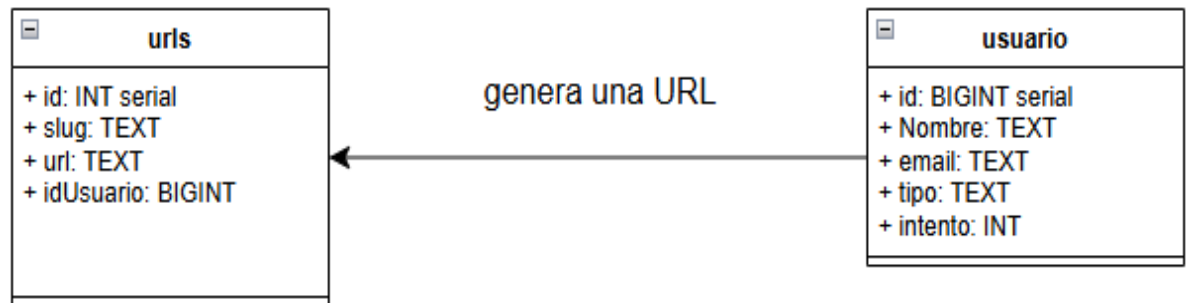 urls
+ id: INT serial
+ slug: TEXT
+ url: TEXT
+ idUsuario: BIGINT
genera una URL
usuario
+ id: BIGINT serial
+ Nombre: TEXT
+ email: TEXT
+ tipo: TEXT
+ intento: INT